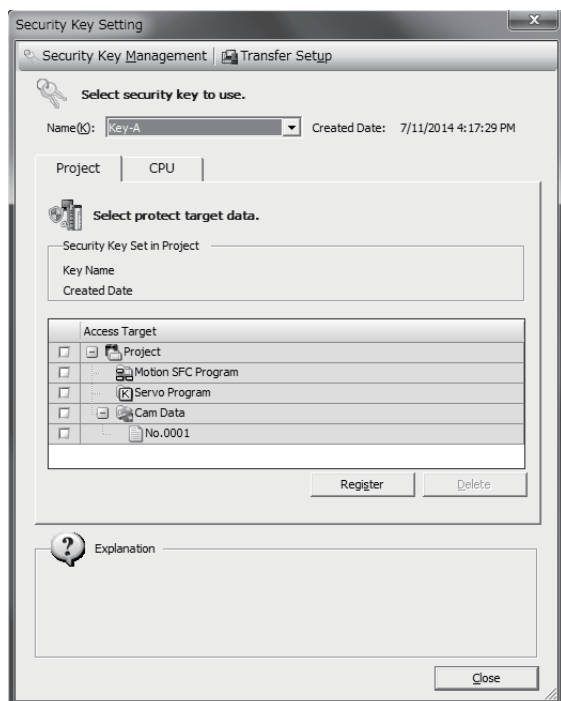 Security Key Setting
Security Key Management Transfer Setup
Select security key to use.
Name(K): Key-A Created Date: 7/11/2014 4:17:29 PM
Project CPU
Select protect target data.
Security Key Set in Project
Key Name
Created Date
Access Target
Project
Motion SFC Program
K Servo Program
Cam Data
No.0001
Register Delete
? Explanation
Close